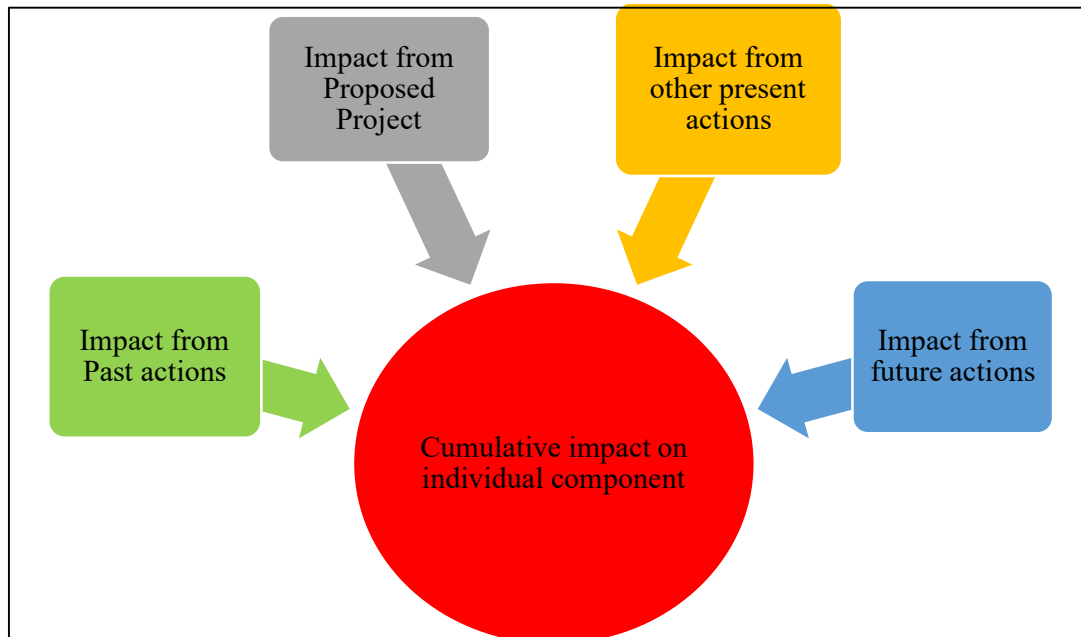 Impact from
Proposed
Project
Impact from
other present
actions
Impact from
Past actions
Impact from
future actions
Cumulative impact on
individual component